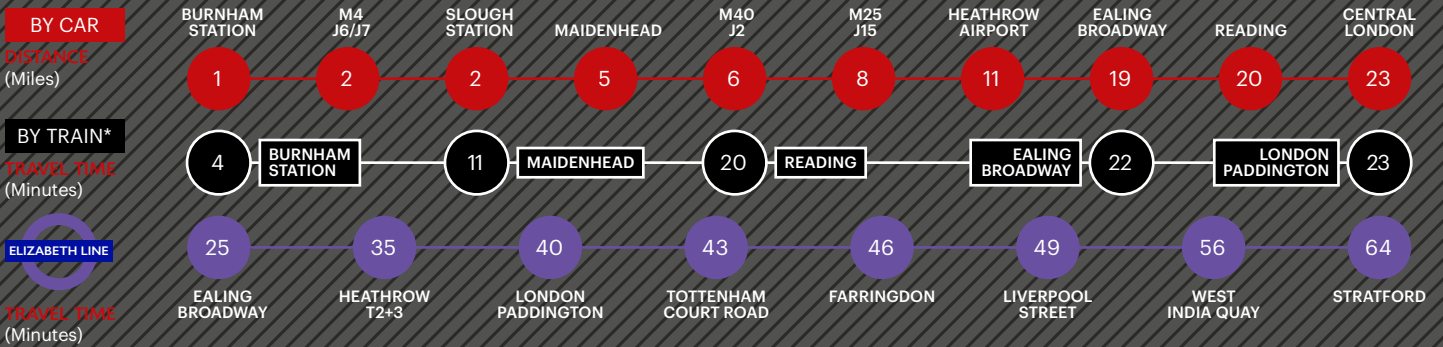 BY CAR
DISTANCE
(Miles)
BURNHAM
STATION
M4
J6/J7
SLOUGH
STATION
MAIDENHEAD
M40
J2
M25
J15
HEATHROW
AIRPORT
EALING
BROADWAY
READING
CENTRAL
LONDON
1
2
2
5
6
8
11
19
20
23
BY TRAIN*
TRAVEL TIME
(Minutes)
4
BURNHAM
STATION
11
MAIDENHEAD
20
READING
EALING
BROADWAY
22
LONDON
PADDINGTON
23
ELIZABETH LINE
TRAVEL TIME
(Minutes)
25
35
40
43
46
49
56
64
EALING
BROADWAY
HEATHROW
T2+3
LONDON
PADDINGTON
TOTTENHAM
COURT ROAD
FARRINGDON
LIVERPOOL
STREET
WEST
INDIA QUAY
STRATFORD